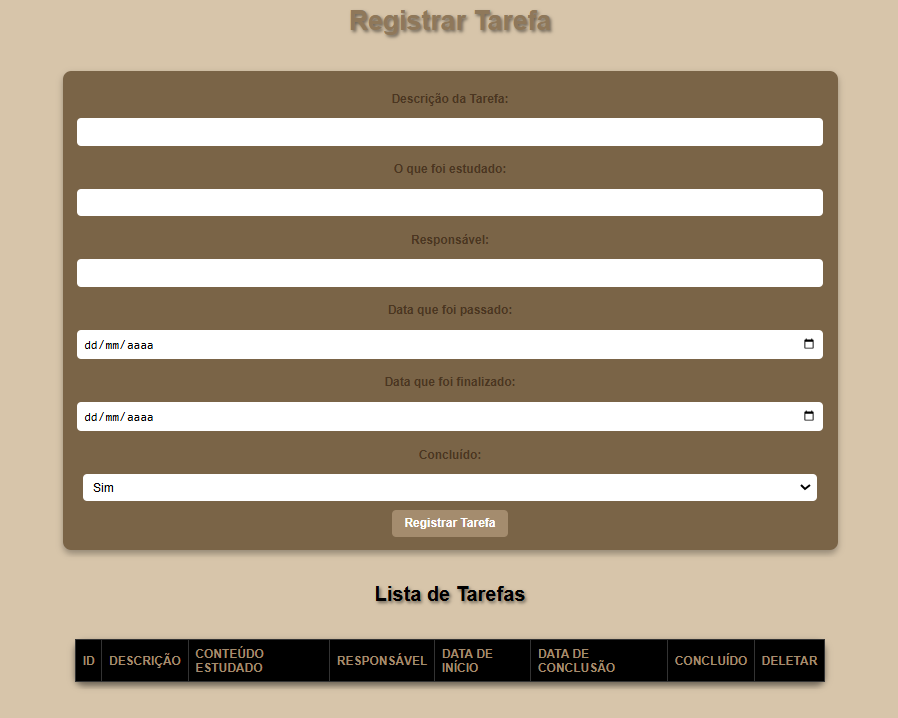 Registrar Tarefa
Descrição da Tarefa:
O que foi estudado:
Responsável:
Data que foi passado:
dd/mm/aaaa
Data que foi finalizado:
dd/mm/aaaa
Concluído:
Sim
Registrar Tarefa
Lista de Tarefas
ID DESCRIÇÃO CONTEÚDO ESTUDADO RESPONSÁVEL DATA DE INÍCIO DATA DE CONCLUSÃO CONCLUÍDO DELETAR